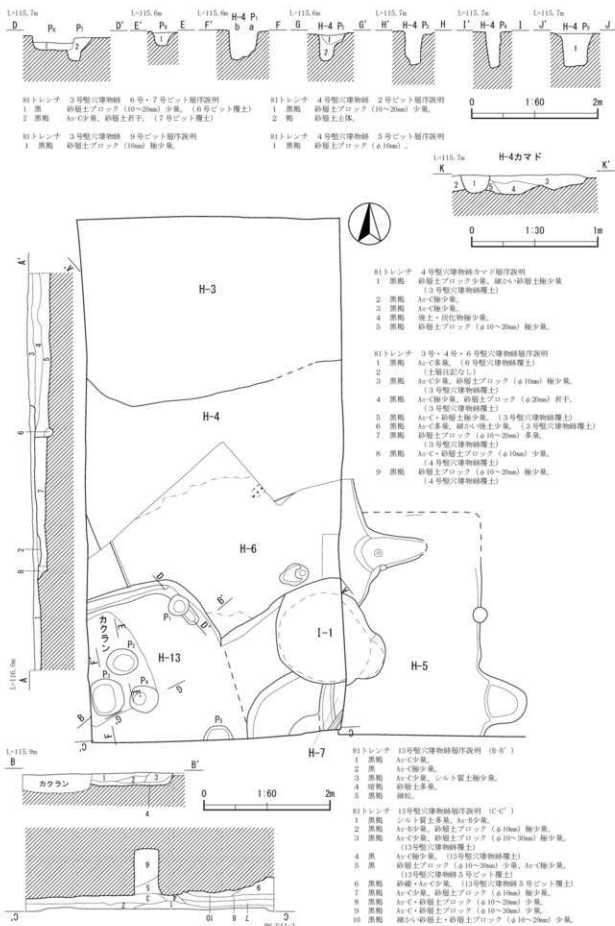 L=115.7m
D P₆ P₇ D'
L=115.6m
E' P₉ E
L=115.6m
F' H-4 P₁ F
b a
L=115.6m
G H-4 P₂ G'
L=115.7m
H' H-4 P₃ H
I' H-4 P₄ I
J' H-4 P₅ J
81トレンチ 3号竪穴建物跡 6号・7号ピット層序説明
1 黒 砂層土ブロック(10~20mm)少量。(6号ピット覆土)
2 黒 As-C少量、砂層土若干。(7号ピット覆土)
81トレンチ 3号竪穴建物跡 9号ピット層序説明
1 黒褐 砂層土ブロック(10mm)極少量。
81トレンチ 4号竪穴建物跡 2号ピット層序説明
1 黒褐 砂層土ブロック(10~20mm)少量。
2 褐 砂層土主体。
81トレンチ 4号竪穴建物跡 5号ピット層序説明
1 黒褐 砂層土ブロック(φ10mm)。
0 1:60 2m
L=115.7m H-4カマド
K K'
0 1:30 1m
81トレンチ 4号竪穴建物跡カマド層序説明
1 黒褐 砂層土ブロック少量、細かい砂層土極少量
(3号竪穴建物跡覆土)
2 黒褐 As-C極少量。
3 黒褐 As-C極少量。
4 黒褐 焼土・炭化物極少量。
5 黒褐 砂層土ブロック(φ10~20mm)極少量。
81トレンチ 3号・4号・6号竪穴建物跡層序説明
1 黒褐 As-C多量。(6号竪穴建物跡覆土)
2 (土層注記なし)
3 黒褐 As-C少量、砂層土ブロック(φ10mm)極少量。
(3号竪穴建物跡覆土)
4 黒褐 As-C極少量、砂層土ブロック(φ20mm)若干。
(3号竪穴建物跡覆土)
5 黒褐 As-C・砂層土極少量。(3号竪穴建物跡覆土)
6 黒褐 As-C多量、細かい焼土少量。(3号竪穴建物跡覆土)
7 黒褐 砂層土ブロック(φ10~20mm)多量。
(3号竪穴建物跡覆土)
8 黒褐 As-C・砂層土ブロック(φ10mm)少量。
(4号竪穴建物跡覆土)
9 黒褐 砂層土ブロック(φ10~20mm)極少量。
(4号竪穴建物跡覆土)
A'
H-3
H-4
H-6
H-13
I-1
H-5
H-7
カクラン
P₁
P₂
P₃
P₄
P₅
L=116.0m
A
L=115.9m
B B'
カクラン
0 1:60 2m
81トレンチ 13号竪穴建物跡層序説明(B-B')
1 黒褐 As-C少量。
2 黒 As-C極少量。
3 黒褐 As-C少量、シルト質土極少量。
4 暗褐 砂層土多量。
5 黒褐
81トレンチ 13号竪穴建物跡層序説明(C-C')
1 黒褐 シルト質土多量、As-B少量。
2 黒褐 As-B少量、砂層土ブロック(φ10mm)極少量。
3 黒褐 As-C少量、砂層土ブロック(φ10~30mm)極少量。
(13号竪穴建物跡覆土)
4 黒 As-C極少量。(13号竪穴建物跡覆土)
5 黒 砂層土ブロック(φ10~30mm)少量、As-C極少量。
(13号竪穴建物跡5号ピット覆土)
6 黒褐 砂礫・As-C少量。(13号竪穴建物跡5号ピット覆土)
7 黒褐 As-C少量、砂層土ブロック(φ10mm)極少量。
8 黒褐 As-C・砂層土ブロック(φ10~20mm)少量。
9 黒褐 As-C・砂層土ブロック(φ10~30mm)少量。
10 黒褐 細かい砂層土・砂層土ブロック(φ10~20mm)少量。
C' C